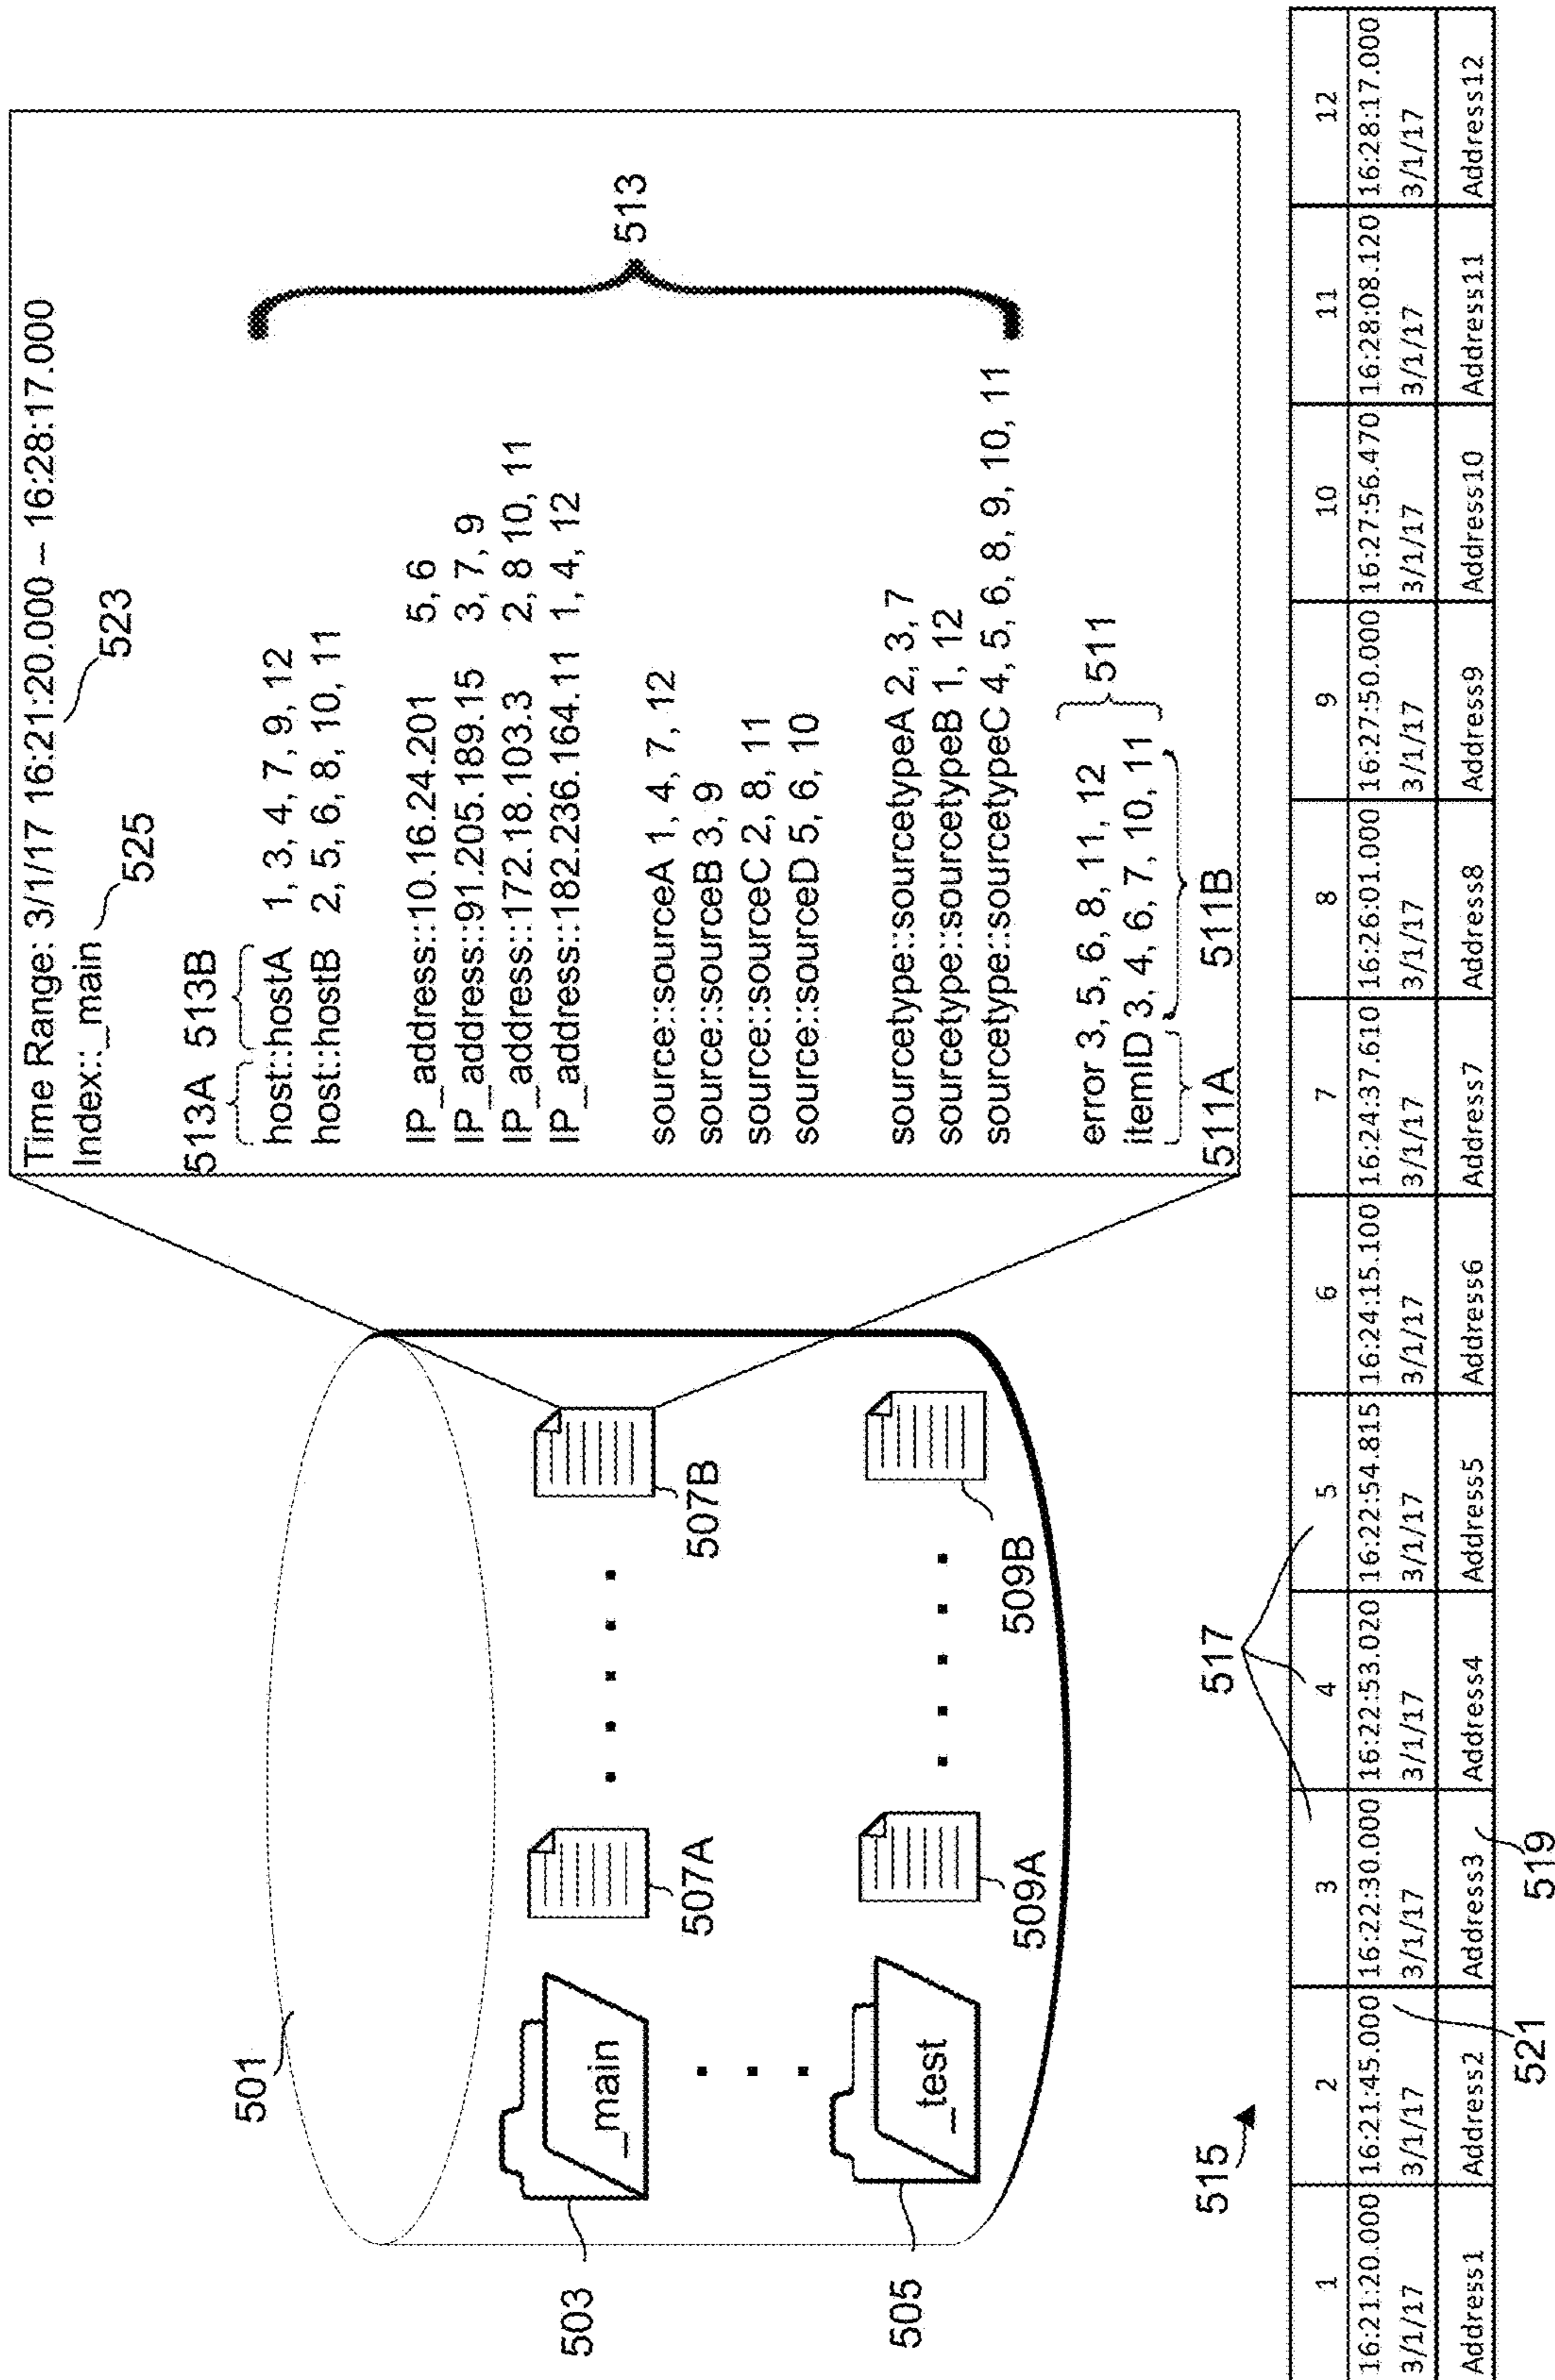 Time Range: 3/1/17 16:21:20.000 – 16:28:17.000
523
Index::_main
525
513A 513B
host::hostA 1, 3, 4, 7, 9, 12
host::hostB 2, 5, 6, 8, 10, 11
IP_address::10.16.24.201 5, 6
IP_address::91.205.189.15 3, 7, 9
IP_address::172.18.103.3 2, 8 10, 11
IP_address::182.236.164.11 1, 4, 12
source::sourceA 1, 4, 7, 12
source::sourceB 3, 9
source::sourceC 2, 8, 11
source::sourceD 5, 6, 10
sourcetype::sourcetypeA 2, 3, 7
sourcetype::sourcetypeB 1, 12
sourcetype::sourcetypeC 4, 5, 6, 8, 9, 10, 11
513
error 3, 5, 6, 8, 11, 12
itemID 3, 4, 6, 7, 10, 11
511
511A 511B
501
503
_main
507A
507B
505
_test
509A
509B
515
517
1 2 3 4 5 6 7 8 9 10 11 12
16:21:20.000 16:21:45.000 16:22:30.000 16:22:53.020 16:22:54.815 16:24:15.100 16:24:37.610 16:26:01.000 16:27:50.000 16:27:56.470 16:28:08.120 16:28:17.000
3/1/17 3/1/17 3/1/17 3/1/17 3/1/17 3/1/17 3/1/17 3/1/17 3/1/17 3/1/17 3/1/17 3/1/17
Address1 Address2 Address3 Address4 Address5 Address6 Address7 Address8 Address9 Address10 Address11 Address12
521
519